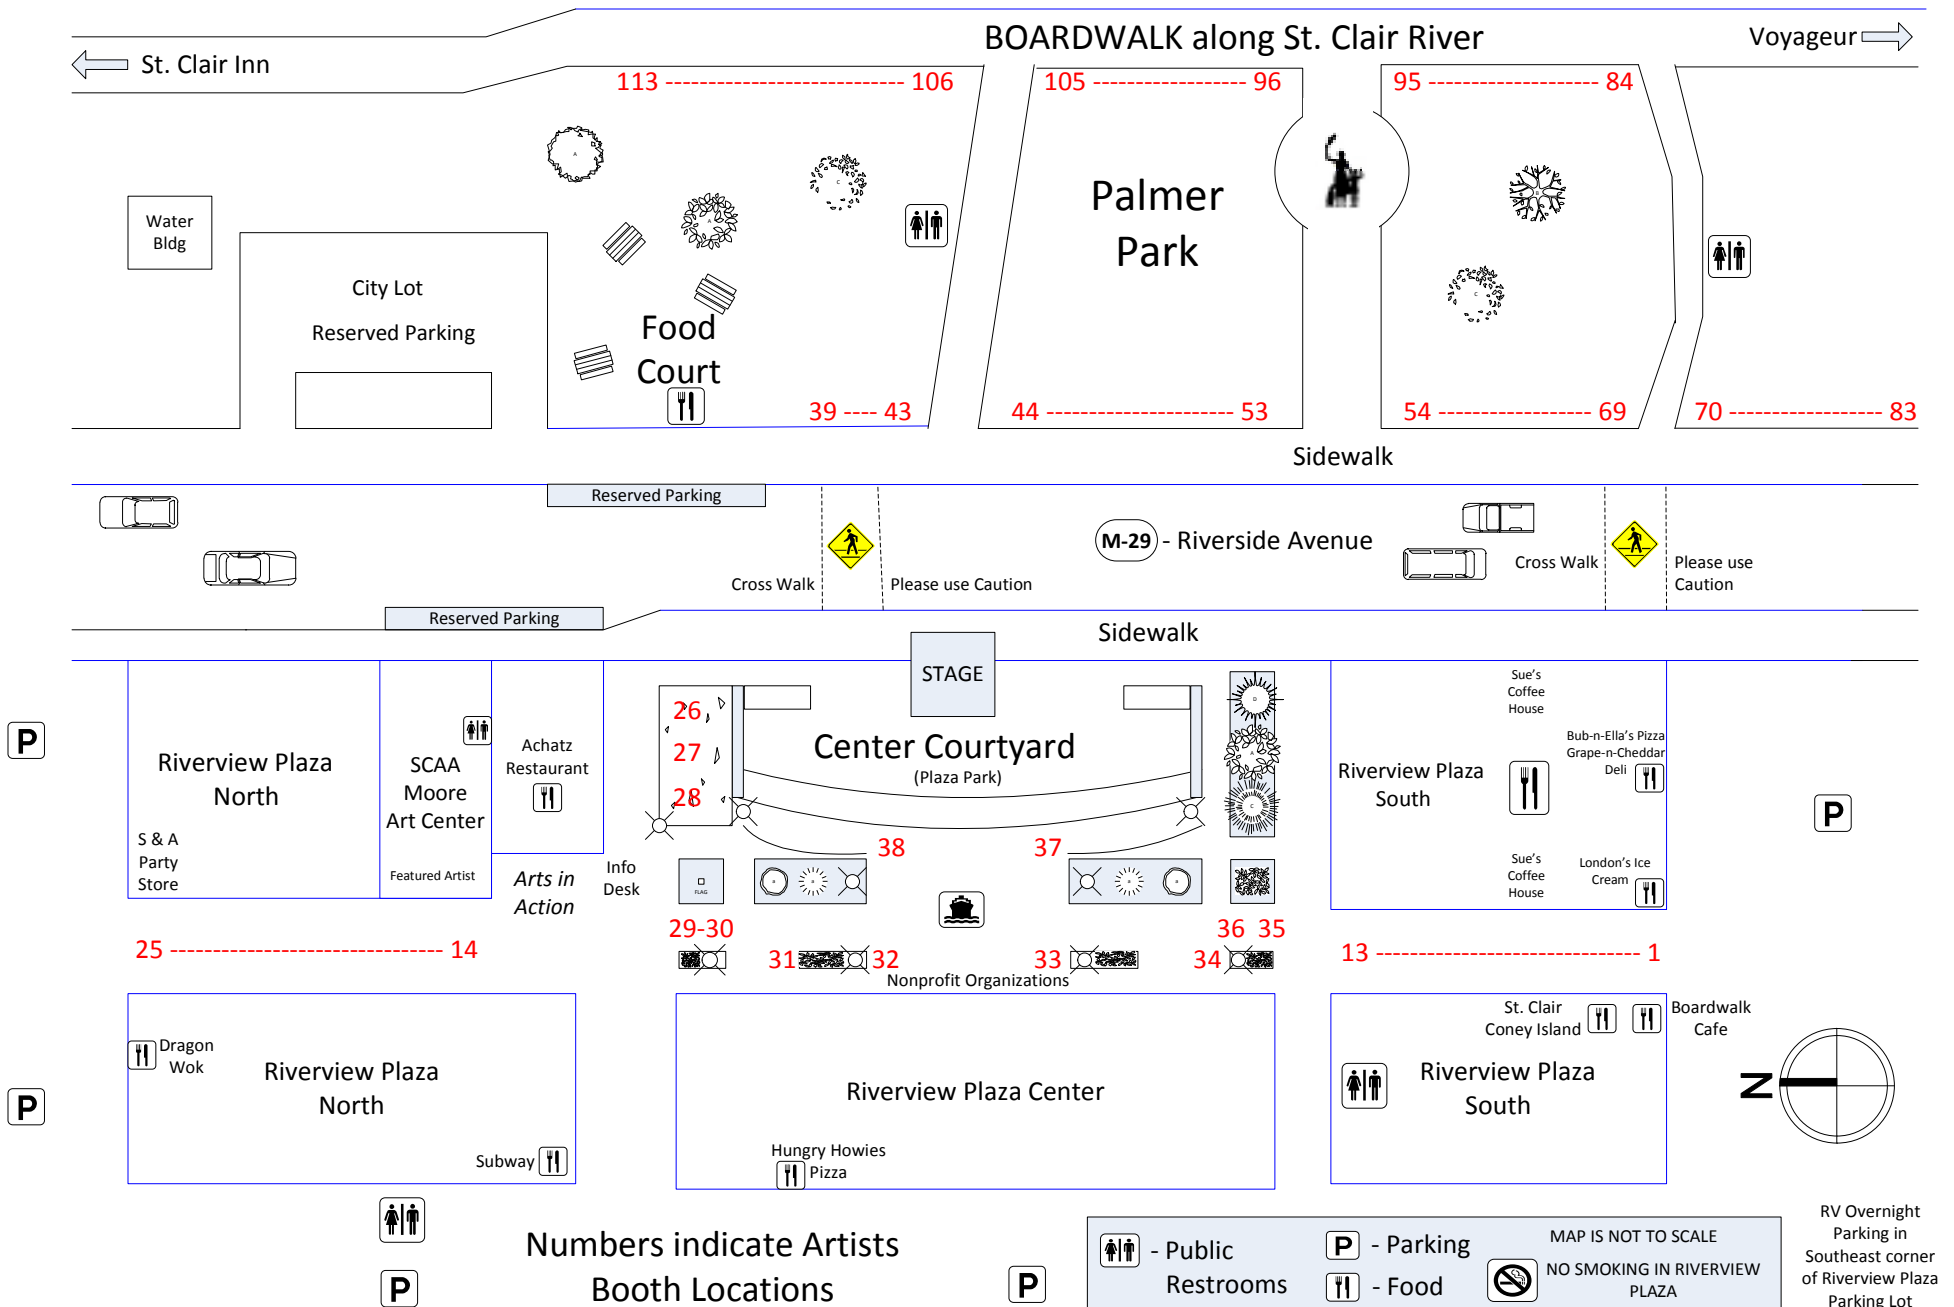 BOARDWALK along St. Clair River
Voyageur
St. Clair Inn
113 ---------------------- 106
105 ------------- 96
95 ------------- 84
Water
Bldg
City Lot
Reserved Parking
Palmer
Park
Food
Court
39 ---- 43
44 --------------------- 53
54 ---------------- 69
70 ---------------- 83
Sidewalk
Reserved Parking
M-29 - Riverside Avenue
Cross Walk
Please use Caution
Cross Walk
Please use
Caution
Reserved Parking
Sidewalk
STAGE
Riverview Plaza
North
S & A
Party
Store
SCAA
Moore
Art Center
Featured Artist
Achatz
Restaurant
Arts in
Action
Info
Desk
26
27
28
Center Courtyard
(Plaza Park)
38
37
FLAG
Sue's
Coffee
House
Bub-n-Ella's Pizza
Grape-n-Cheddar
Deli
Riverview Plaza
South
Sue's
Coffee
House
London's Ice
Cream
P
P
25 ------------------------------- 14
29-30
31
32
33
34
36 35
13 ------------------------------ 1
Nonprofit Organizations
Dragon
Wok
Riverview Plaza
North
Subway
Riverview Plaza Center
Hungry Howies
Pizza
St. Clair
Coney Island
Boardwalk
Cafe
Riverview Plaza
South
N
P
Numbers indicate Artists
Booth Locations
P
P
- Public
Restrooms
P - Parking
- Food
MAP IS NOT TO SCALE
NO SMOKING IN RIVERVIEW
PLAZA
RV Overnight
Parking in
Southeast corner
of Riverview Plaza
Parking Lot